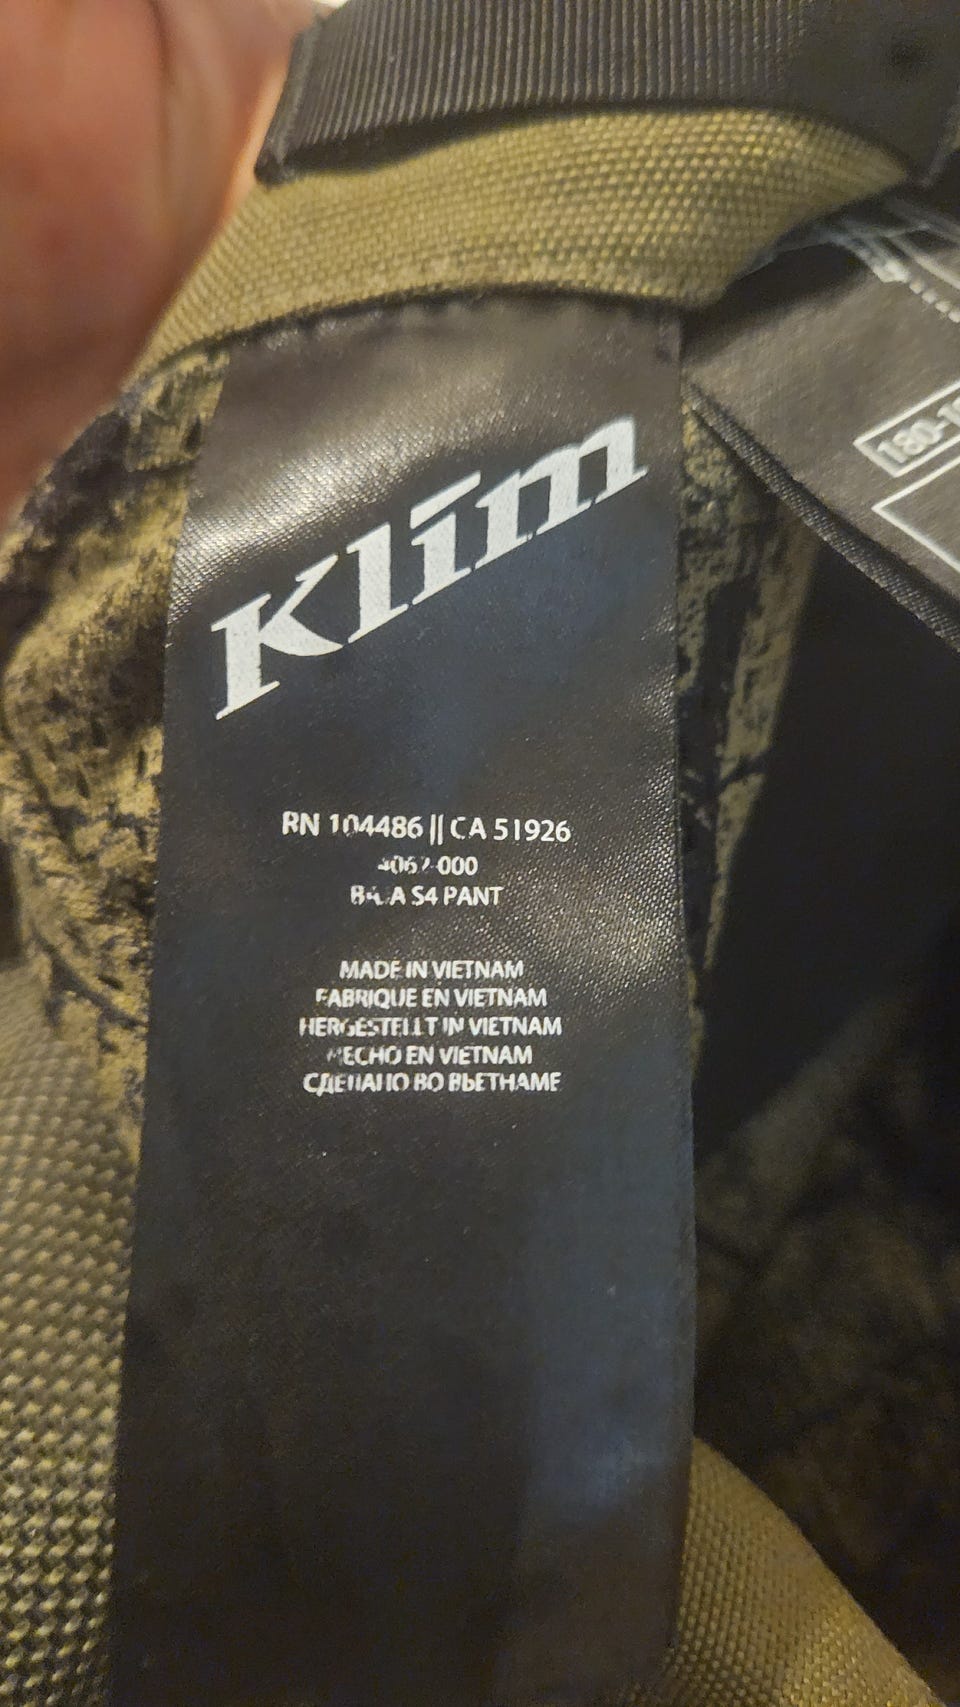 Klim
RN 104486 || CA 51926
000
S4 PANT
MADE IN VIETNAM
FABRIQUE EN VIETNAM
HERGESTELLT IN VIETNAM
HECHO EN VIETNAM
СДЕЛАНО ВО ВЬЕТНАМЕ